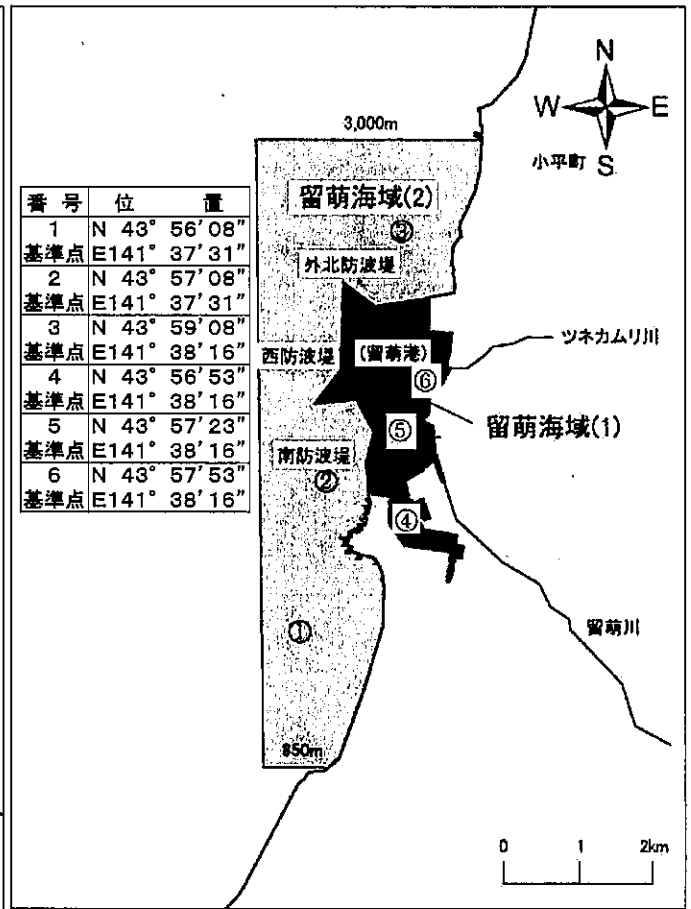 N
W E
S
小平町
3,000m
留萌海域(2)
③
外北防波堤
番 号 位 置
1 N 43° 56'08"
基準点 E141° 37'31"
2 N 43° 57'08"
基準点 E141° 37'31"
3 N 43° 59'08"
基準点 E141° 38'16"
4 N 43° 56'53"
基準点 E141° 38'16"
5 N 43° 57'23"
基準点 E141° 38'16"
6 N 43° 57'53"
基準点 E141° 38'16"
西防波堤
(留萌港)
ツネカムリ川
⑥
留萌海域(1)
⑤
南防波堤
②
④
①
留萌川
850m
0 1 2km